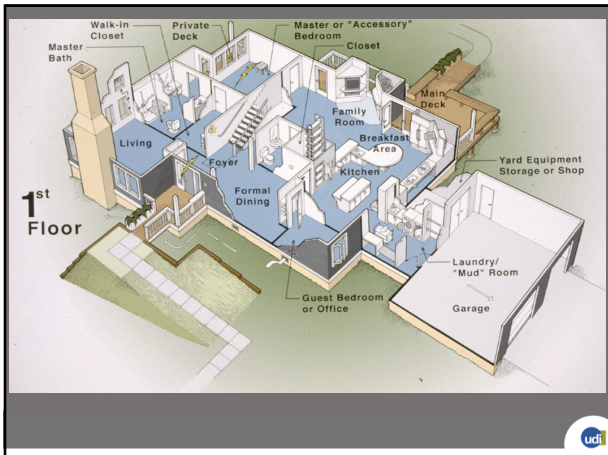 Walk-in
Closet
Private
Deck
Master or "Accessory"
Bedroom
Closet
Master
Bath
Main
Deck
Family
Room
Living
Breakfast
Area
Foyer
Kitchen
Yard Equipment
Storage or Shop
Formal
Dining
1st
Floor
Laundry/
"Mud" Room
Guest Bedroom
or Office
Garage
udi